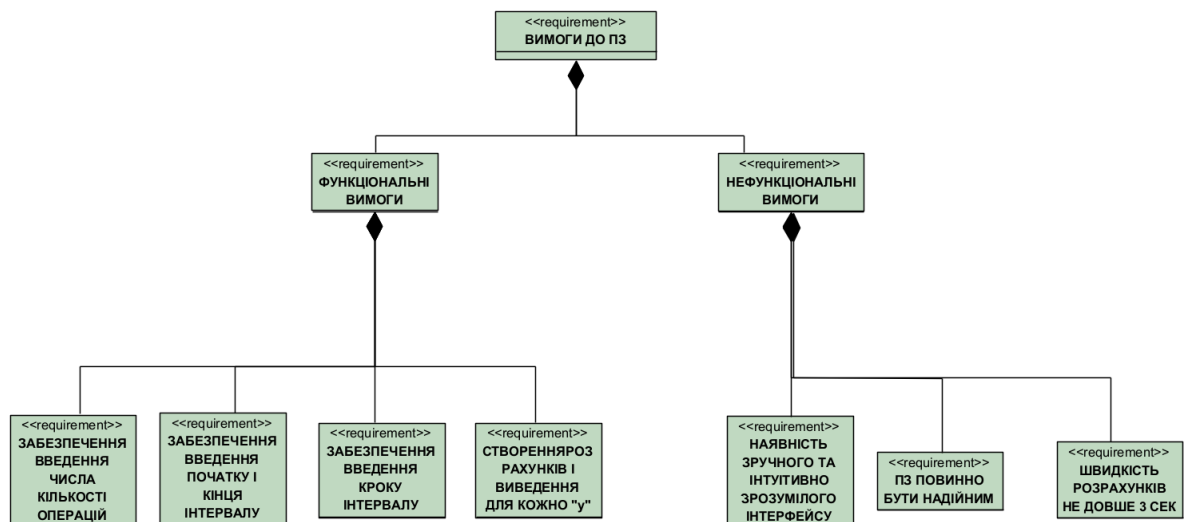 <<requirement>>
ВИМОГИ ДО ПЗ
<<requirement>>
ФУНКЦІОНАЛЬНІ
ВИМОГИ
<<requirement>>
НЕФУНКЦІОНАЛЬНІ
ВИМОГИ
<<requirement>>
ЗАБЕЗПЕЧЕННЯ
ВВЕДЕННЯ
ЧИСЛА
КІЛЬКОСТІ
ОПЕРАЦІЙ
<<requirement>>
ЗАБЕЗПЕЧЕННЯ
ВВЕДЕННЯ
ПОЧАТКУ І
КІНЦЯ
ІНТЕРВАЛУ
<<requirement>>
ЗАБЕЗПЕЧЕННЯ
ВВЕДЕННЯ
КРОКУ
ІНТЕРВАЛУ
<<requirement>>
СТВОРЕННЯРОЗ
РАХУНКІВ І
ВИВЕДЕННЯ
ДЛЯ КОЖНО "у"
<<requirement>>
НАЯВНІСТЬ
ЗРУЧНОГО ТА
ІНТУІТИВНО
ЗРОЗУМІЛОГО
ІНТЕРФЕЙСУ
<<requirement>>
ПЗ ПОВИННО
БУТИ НАДІЙНИМ
<<requirement>>
ШВИДКІСТЬ
РОЗРАХУНКІВ
НЕ ДОВШЕ 3 СЕК